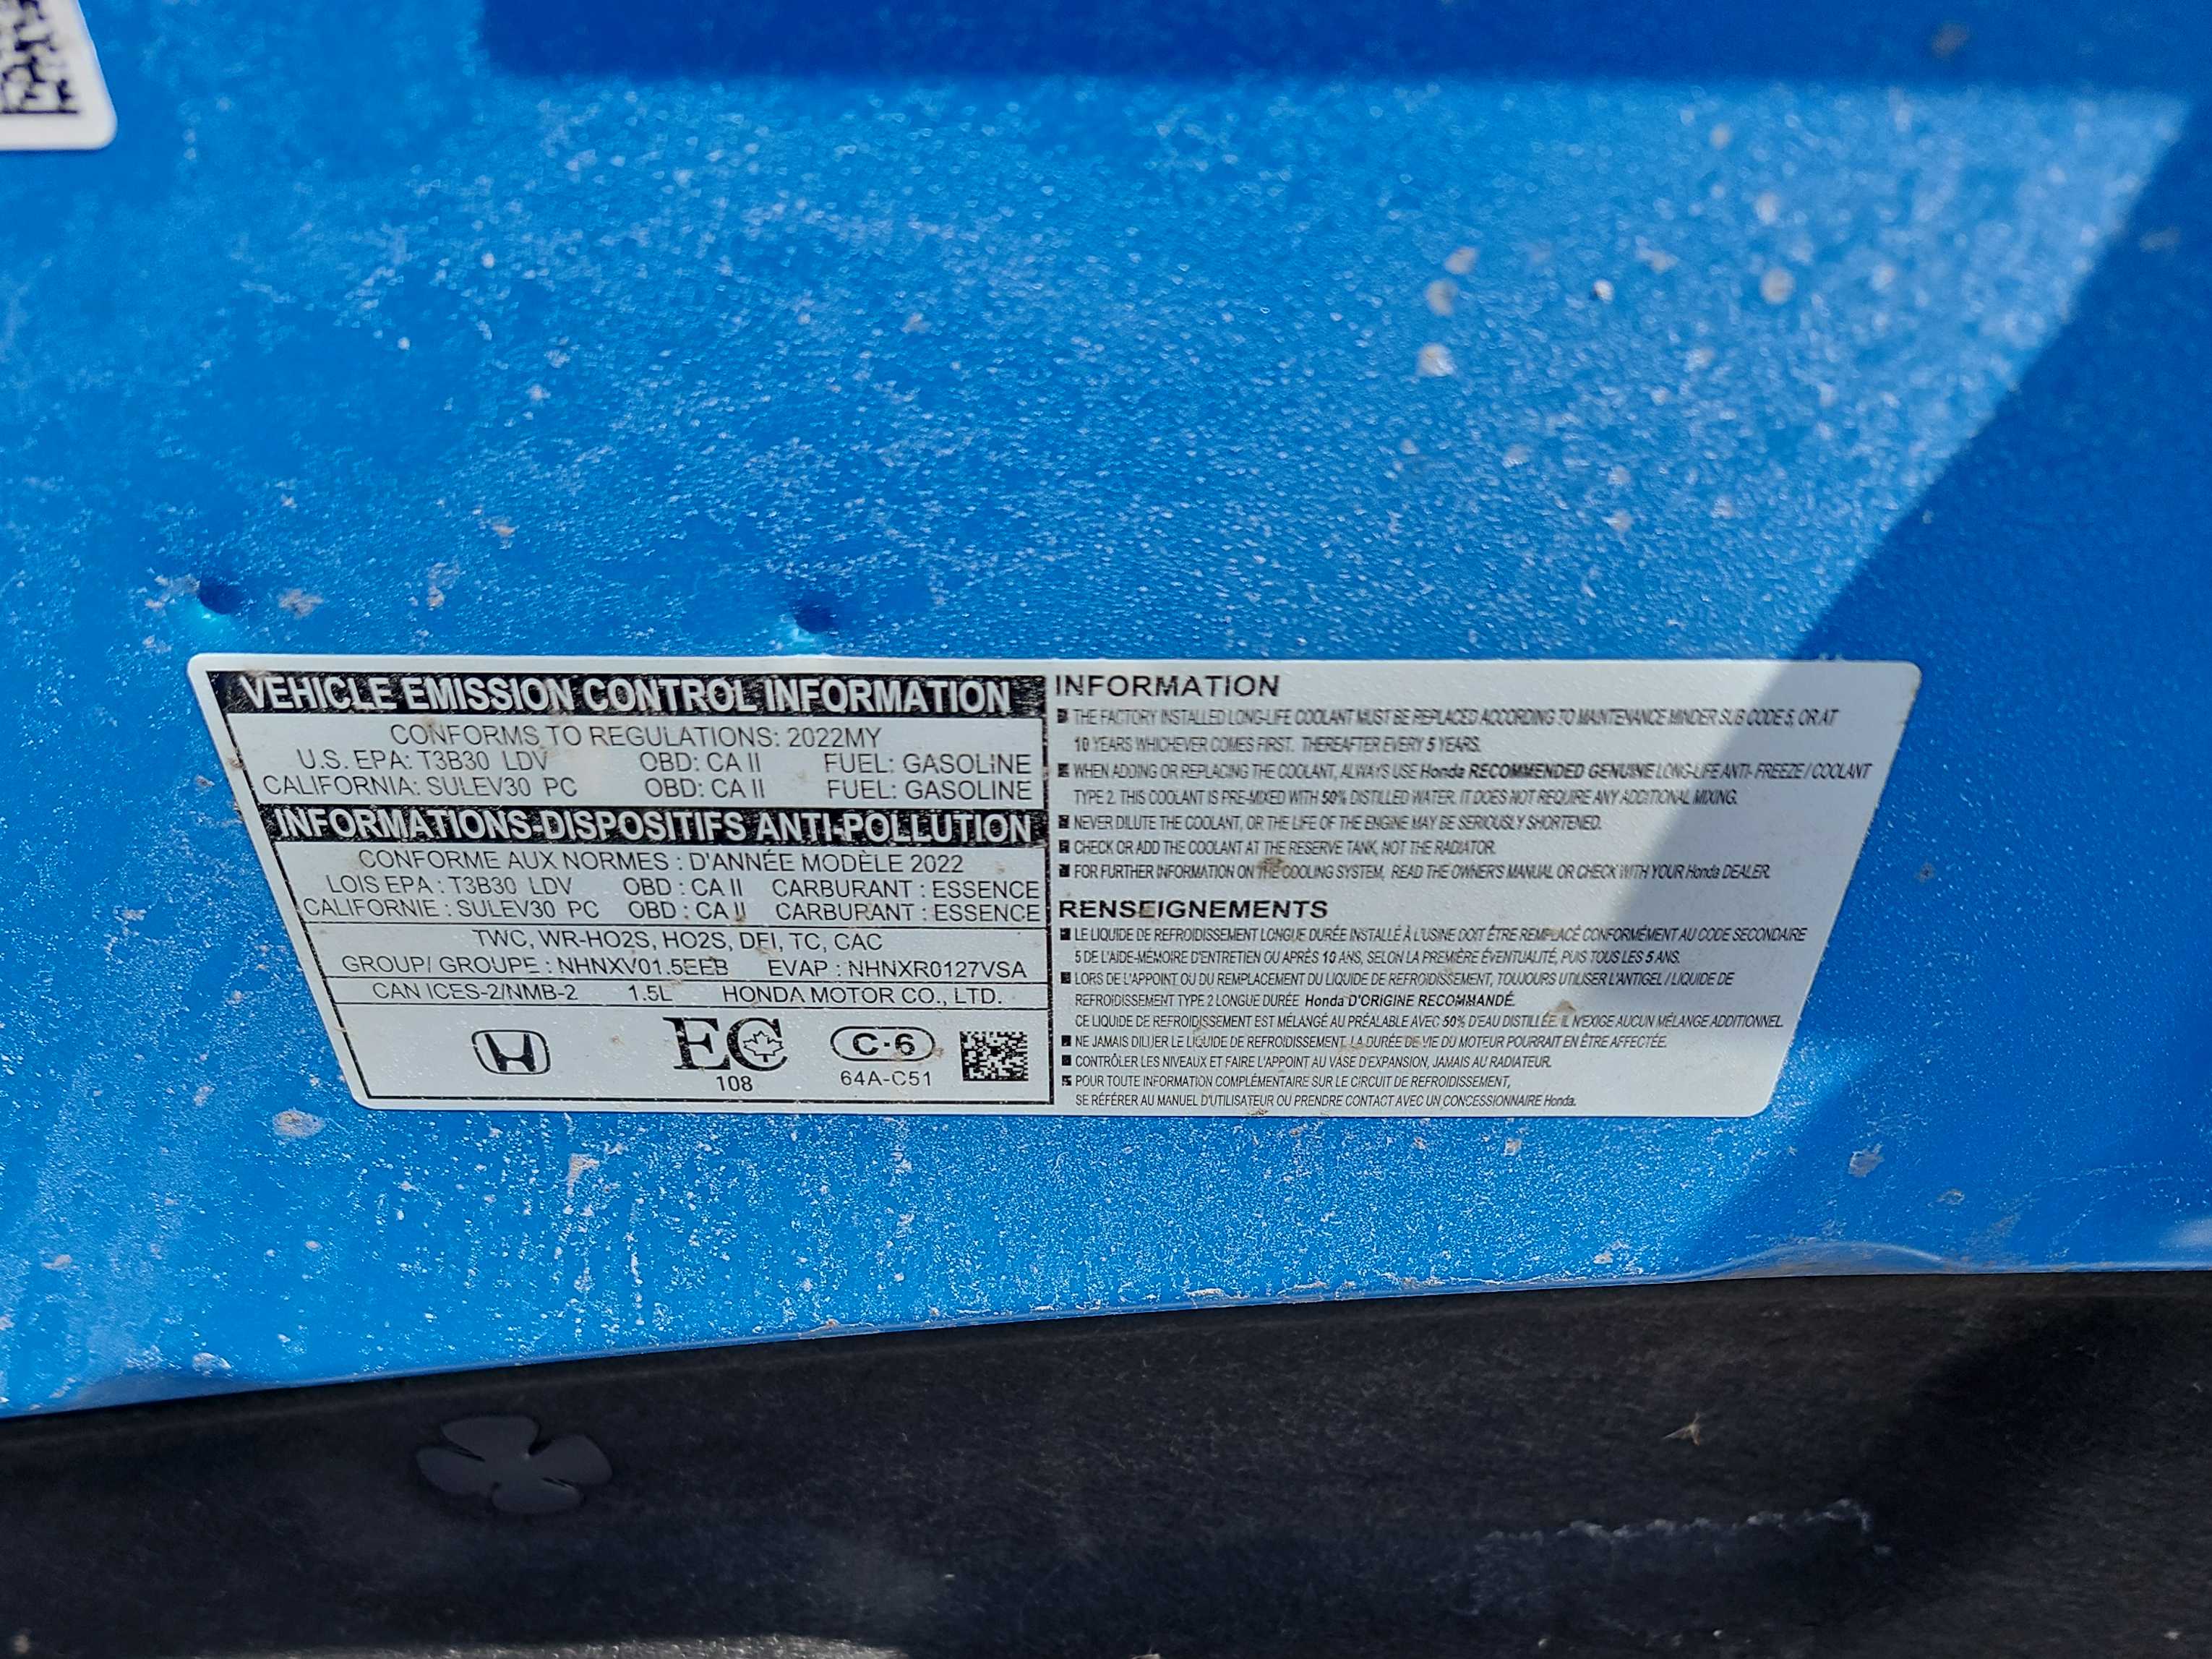 VEHICLE EMISSION CONTROL INFORMATION
CONFORMS TO REGULATIONS: 2022MY
U.S. EPA: T3B30 LDV OBD: CA II FUEL: GASOLINE
CALIFORNIA: SULEV30 PC OBD: CA II FUEL: GASOLINE
INFORMATIONS-DISPOSITIFS ANTI-POLLUTION
CONFORME AUX NORMES : D'ANNÉE MODÈLE 2022
LOIS EPA : T3B30 LDV OBD : CA II CARBURANT : ESSENCE
CALIFORNIE : SULEV30 PC OBD : CA II CARBURANT : ESSENCE
TWC, WR-HO2S, HO2S, DFI, TC, CAC
GROUP/ GROUPE : NHNXV01.5EEB EVAP : NHNXR0127VSA
CAN ICES-2/NMB-2 1.5L HONDA MOTOR CO., LTD.
EC C-6
108 64A-C51
INFORMATION
THE FACTORY INSTALLED LONG-LIFE COOLANT MUST BE REPLACED ACCORDING TO MAINTENANCE MINDER SUB CODE 5, OR AT
10 YEARS WHICHEVER COMES FIRST. THEREAFTER EVERY 5 YEARS.
WHEN ADDING OR REPLACING THE COOLANT, ALWAYS USE Honda RECOMMENDED GENUINE LONG-LIFE ANTI- FREEZE / COOLANT
TYPE 2. THIS COOLANT IS PRE-MIXED WITH 50% DISTILLED WATER. IT DOES NOT REQUIRE ANY ADDITIONAL MIXING.
NEVER DILUTE THE COOLANT, OR THE LIFE OF THE ENGINE MAY BE SERIOUSLY SHORTENED.
CHECK OR ADD THE COOLANT AT THE RESERVE TANK, NOT THE RADIATOR.
FOR FURTHER INFORMATION ON THE COOLING SYSTEM, READ THE OWNER'S MANUAL OR CHECK WITH YOUR Honda DEALER.
RENSEIGNEMENTS
LE LIQUIDE DE REFROIDISSEMENT LONGUE DURÉE INSTALLÉ À L'USINE DOIT ÊTRE REMPLACÉ CONFORMÉMENT AU CODE SECONDAIRE
5 DE L'AIDE-MÉMOIRE D'ENTRETIEN OU APRÈS 10 ANS, SELON LA PREMIÈRE ÉVENTUALITÉ, PUIS TOUS LES 5 ANS.
LORS DE L'APPOINT OU DU REMPLACEMENT DU LIQUIDE DE REFROIDISSEMENT, TOUJOURS UTILISER L'ANTIGEL / LIQUIDE DE
REFROIDISSEMENT TYPE 2 LONGUE DURÉE Honda D'ORIGINE RECOMMANDÉ.
CE LIQUIDE DE REFROIDISSEMENT EST MÉLANGÉ AU PRÉALABLE AVEC 50% D'EAU DISTILLÉE. IL N'EXIGE AUCUN MÉLANGE ADDITIONNEL.
NE JAMAIS DILUER LE LIQUIDE DE REFROIDISSEMENT, LA DURÉE DE VIE DU MOTEUR POURRAIT EN ÊTRE AFFECTÉE.
CONTRÔLER LES NIVEAUX ET FAIRE L'APPOINT AU VASE D'EXPANSION, JAMAIS AU RADIATEUR.
POUR TOUTE INFORMATION COMPLÉMENTAIRE SUR LE CIRCUIT DE REFROIDISSEMENT,
SE RÉFÉRER AU MANUEL D'UTILISATEUR OU PRENDRE CONTACT AVEC UN CONCESSIONNAIRE Honda.